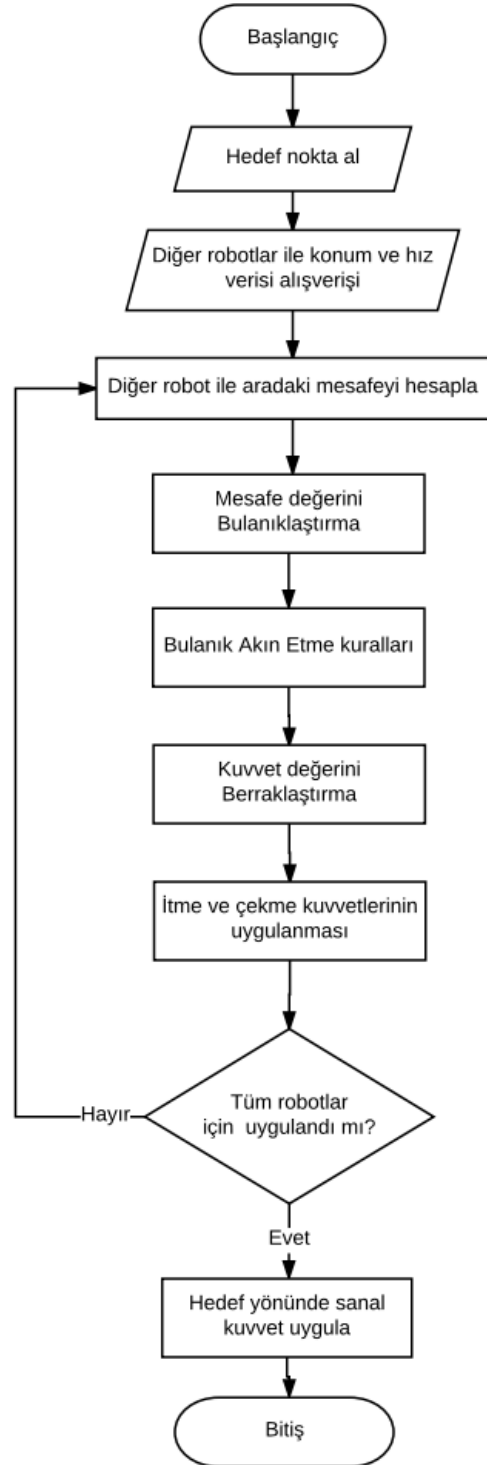 Başlangıç
Hedef nokta al
Diğer robotlar ile konum ve hız
verisi alışverişi
Diğer robot ile aradaki mesafeyi hesapla
Mesafe değerini
Bulanıklaştırma
Bulanık Akın Etme kuralları
Kuvvet değerini
Berraklaştırma
İtme ve çekme kuvvetlerinin
uygulanması
Tüm robotlar
için uygulandı mı?
Hayır
Evet
Hedef yönünde sanal
kuvvet uygula
Bitiş